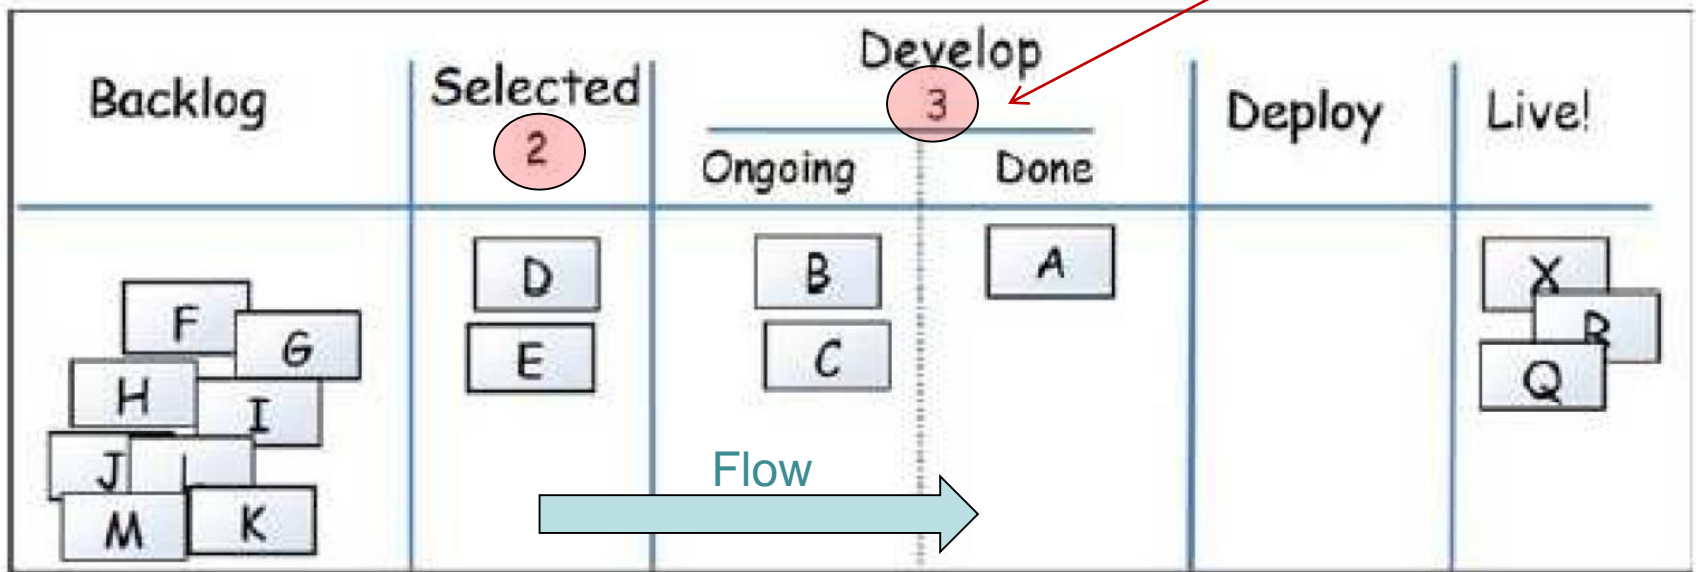 Backlog
Selected
2
Develop
3
Ongoing
Done
Deploy
Live!
F
G
H
I
J
M
K
D
E
B
C
A
X
R
Q
Flow